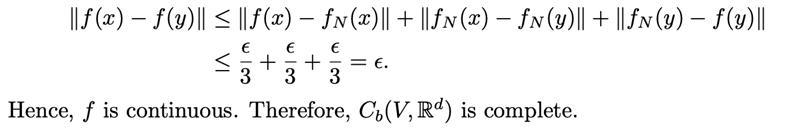 ‖f(x) − f(y)‖ ≤ ‖f(x) − f_N(x)‖ + ‖f_N(x) − f_N(y)‖ + ‖f_N(y) − f(y)‖
≤ ϵ/3 + ϵ/3 + ϵ/3 = ϵ.
Hence, f is continuous. Therefore, C_b(V, ℝ^d) is complete.